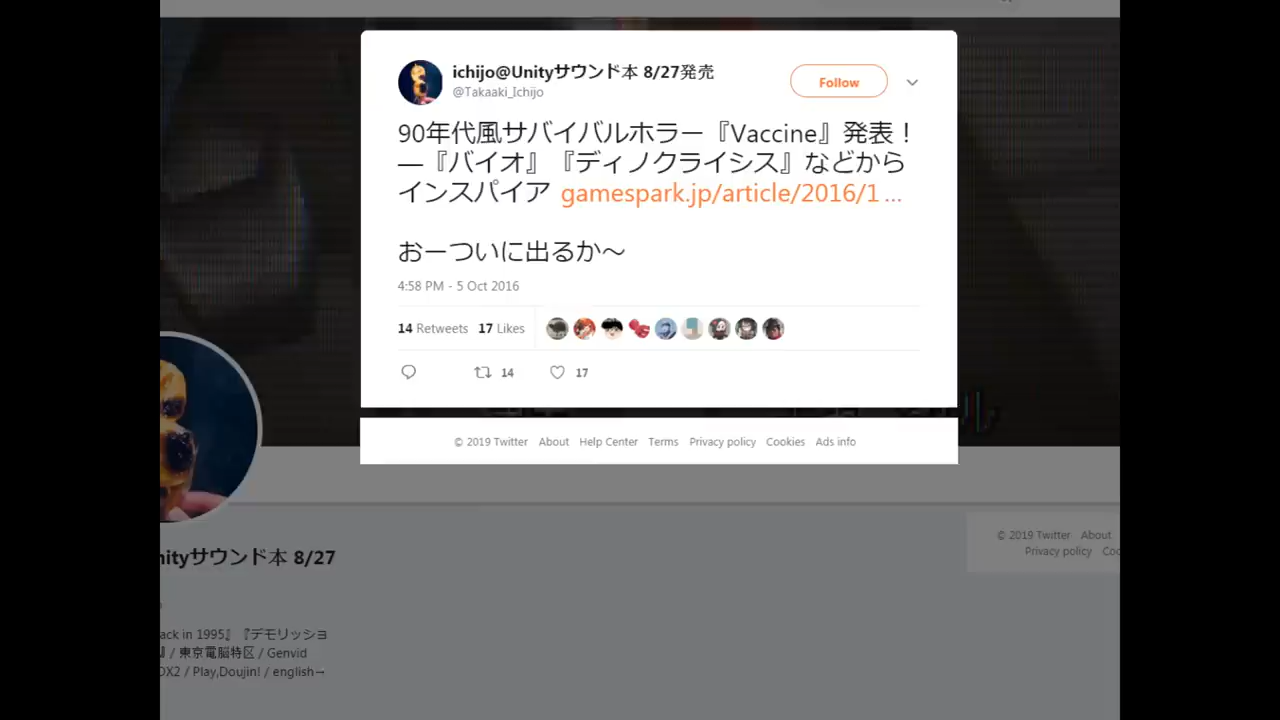 ichijo@Unityサウンド本 8/27発売
@Takaaki_Ichijo
Follow
90年代風サバイバルホラー『Vaccine』発表！
―『バイオ』『ディノクライシス』などから
インスパイア gamespark.jp/article/2016/1 …
おーついに出るか～
4:58 PM - 5 Oct 2016
14 Retweets 17 Likes
14 17
© 2019 Twitter About Help Center Terms Privacy policy Cookies Ads info
© 2019 Twitter About
Privacy policy Coo
nityサウンド本 8/27
ack in 1995』『デモリッショ
』/ 東京電脳特区 / Genvid
OX2 / Play,Doujin! / english→